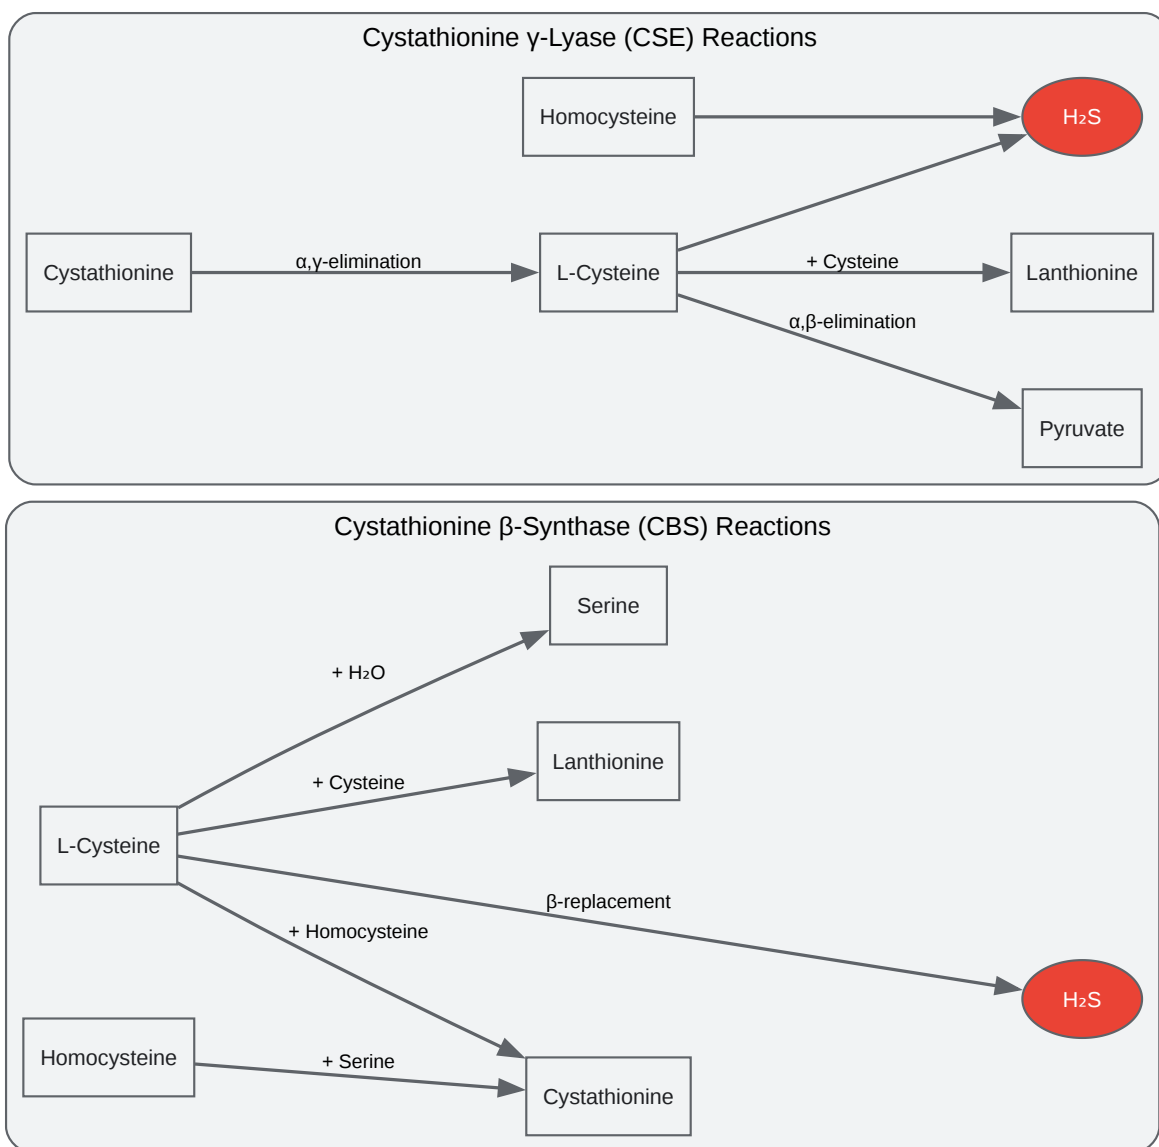 Cystathionine γ-Lyase (CSE) Reactions
Homocysteine
H₂S
Cystathionine
α,γ-elimination
L-Cysteine
+ Cysteine
Lanthionine
α,β-elimination
Pyruvate
Cystathionine β-Synthase (CBS) Reactions
Serine
+ H₂O
Lanthionine
+ Cysteine
L-Cysteine
β-replacement
+ Homocysteine
H₂S
Homocysteine
+ Serine
Cystathionine